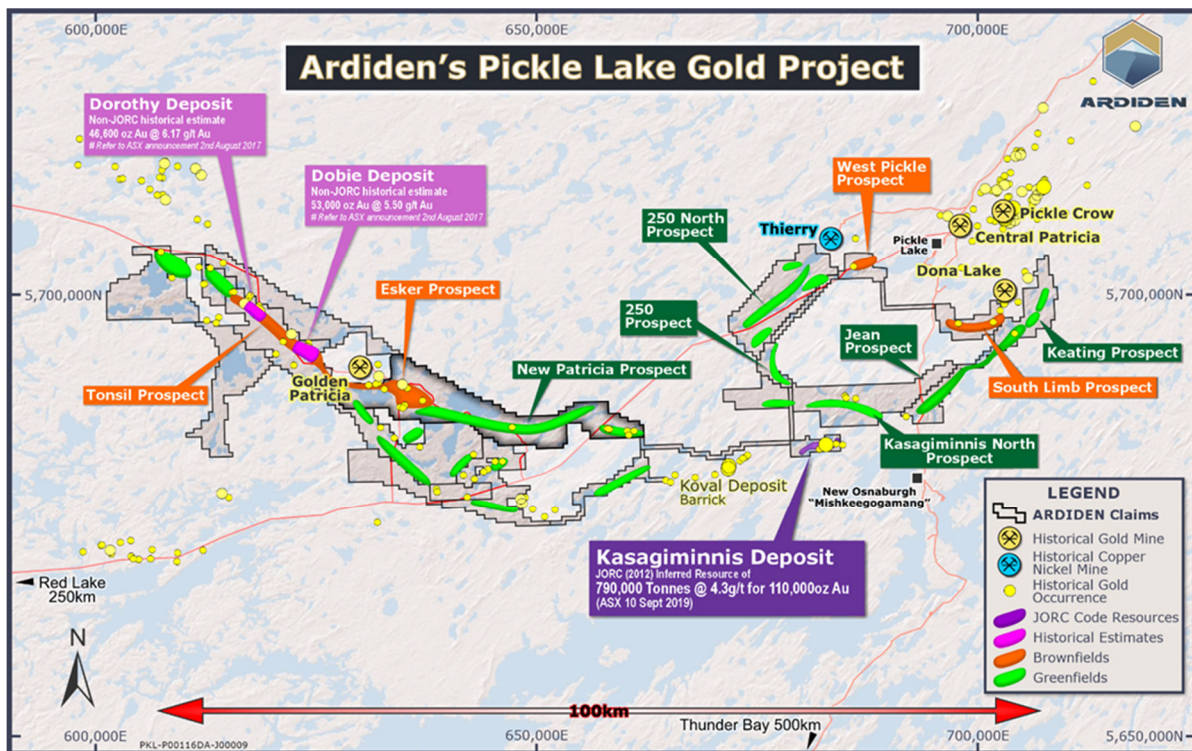 600,000E
650,000E
700,000E
Ardiden's Pickle Lake Gold Project
ARDIDEN
Dorothy Deposit
Non-JORC historical estimate
46,600 oz Au @ 6.17 g/t Au
# Refer to ASX announcement 2nd August 2017
Dobie Deposit
Non-JORC historical estimate
53,000 oz Au @ 5.50 g/t Au
# Refer to ASX announcement 2nd August 2017
West Pickle
Prospect
250 North
Prospect
Thierry
Pickle
Lake
Pickle Crow
Central Patricia
Dona Lake
5,700,000N
5,700,000N
Esker Prospect
250
Prospect
Jean
Prospect
Keating Prospect
Tonsil Prospect
Golden
Patricia
New Patricia Prospect
South Limb Prospect
Kasagiminnis North
Prospect
Koval Deposit
Barrick
New Osnaburgh
"Mishkeegogamang"
Kasagiminnis Deposit
JORC (2012) Inferred Resource of
790,000 Tonnes @ 4.3g/t for 110,000oz Au
(ASX 10 Sept 2019)
LEGEND
ARDIDEN Claims
Historical Gold Mine
Historical Copper
Nickel Mine
Historical Gold
Occurrence
JORC Code Resources
Historical Estimates
Brownfields
Greenfields
Red Lake
250km
N
100km
Thunder Bay 500km
600,000E
PKL-P00116DA-J00009
650,000E
700,000E
5,650,000N